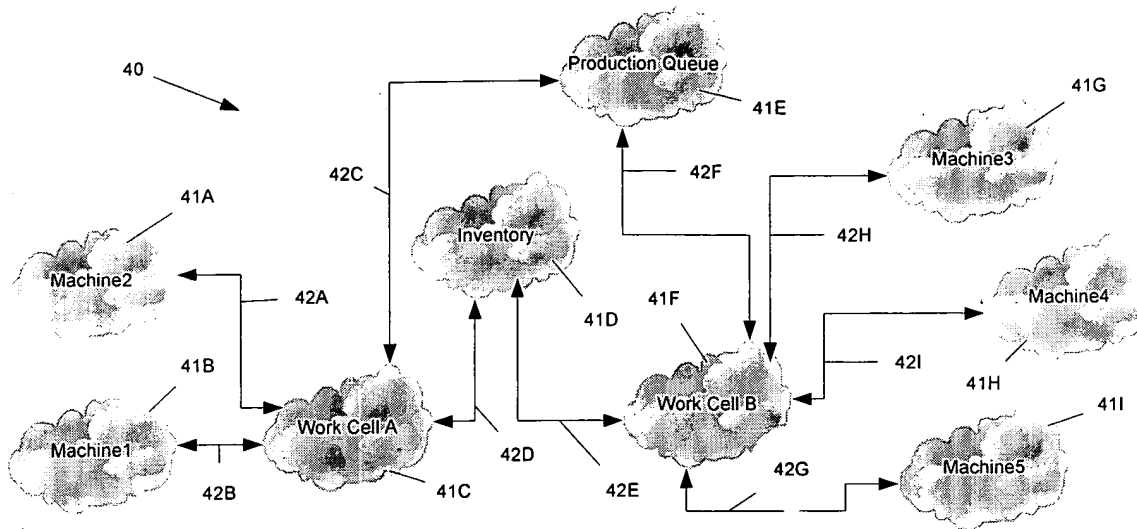 Production Queue
40
41E
41G
Machine3
42C
42F
41A
Inventory
42H
Machine2
42A
41D
41F
Machine4
42I
41B
41H
Machine1
Work Cell A
Work Cell B
41I
42D
42G
Machine5
42B
41C
42E